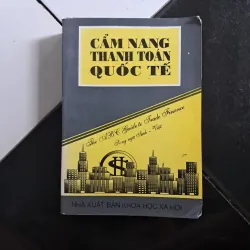 CẨM NANG
THANH TOÁN
QUỐC TẾ
The ABC Guide to Trade Finance
Song ngữ Anh - Việt
NHÀ XUẤT BẢN KHOA HỌC XÃ HỘI